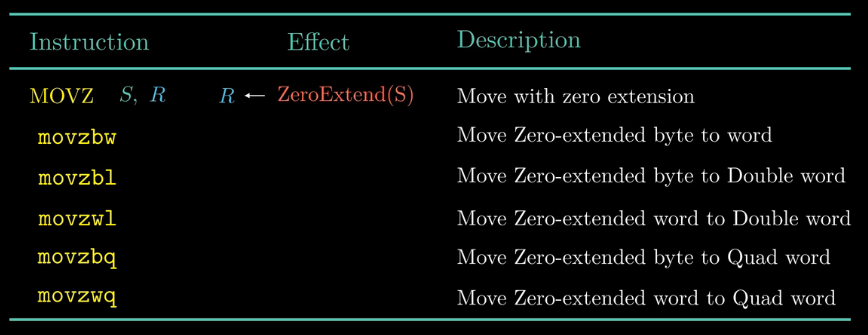 Instruction Effect Description
MOVZ S, R R ← ZeroExtend(S) Move with zero extension
movzbw Move Zero-extended byte to word
movzbl Move Zero-extended byte to Double word
movzwl Move Zero-extended word to Double word
movzbq Move Zero-extended byte to Quad word
movzwq Move Zero-extended word to Quad word